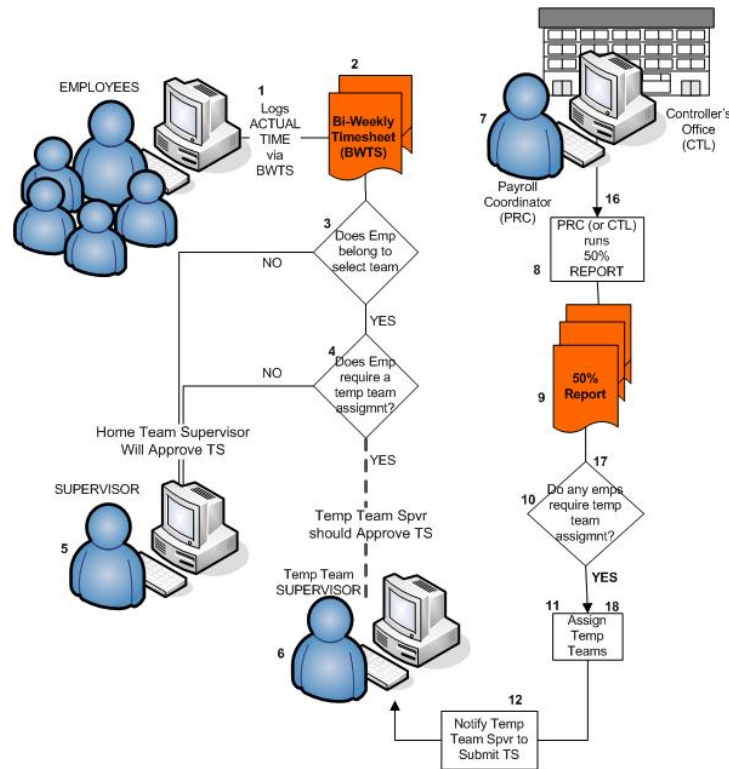 EMPLOYEES
1
Logs
ACTUAL
TIME
via
BWTS
2
Bi-Weekly
Timesheet
(BWTS)
3
Does Emp
belong to
select team
NO
YES
4
Does Emp
require a
temp team
assigmnt?
NO
YES
Home Team Supervisor
Will Approve TS
SUPERVISOR
5
Temp Team Spvr
should Approve TS
Temp Team
SUPERVISOR
6
7
Controller's
Office
(CTL)
Payroll
Coordinator
(PRC)
16
PRC (or CTL)
runs
50%
REPORT
8
50%
Report
9
17
10
Do any emps
require temp
team
assigmnt?
YES
11
18
Assign
Temp
Teams
12
Notify Temp
Team Spvr to
Submit TS